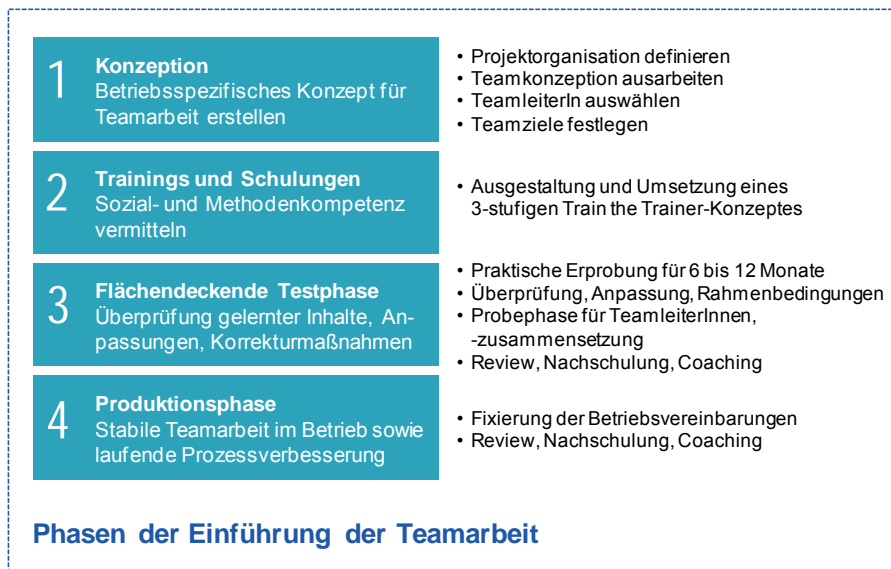 1
Konzeption
Betriebsspezifisches Konzept für
Teamarbeit erstellen
• Projektorganisation definieren
• Teamkonzeption ausarbeiten
• TeamleiterIn auswählen
• Teamziele festlegen
2
Trainings und Schulungen
Sozial- und Methodenkompetenz
vermitteln
• Ausgestaltung und Umsetzung eines
3-stufigen Train the Trainer-Konzeptes
3
Flächendeckende Testphase
Überprüfung gelernter Inhalte, An-
passungen, Korrekturmaßnahmen
• Praktische Erprobung für 6 bis 12 Monate
• Überprüfung, Anpassung, Rahmenbedingungen
• Probephase für TeamleiterInnen,
-zusammensetzung
• Review, Nachschulung, Coaching
4
Produktionsphase
Stabile Teamarbeit im Betrieb sowie
laufende Prozessverbesserung
• Fixierung der Betriebsvereinbarungen
• Review, Nachschulung, Coaching
Phasen der Einführung der Teamarbeit